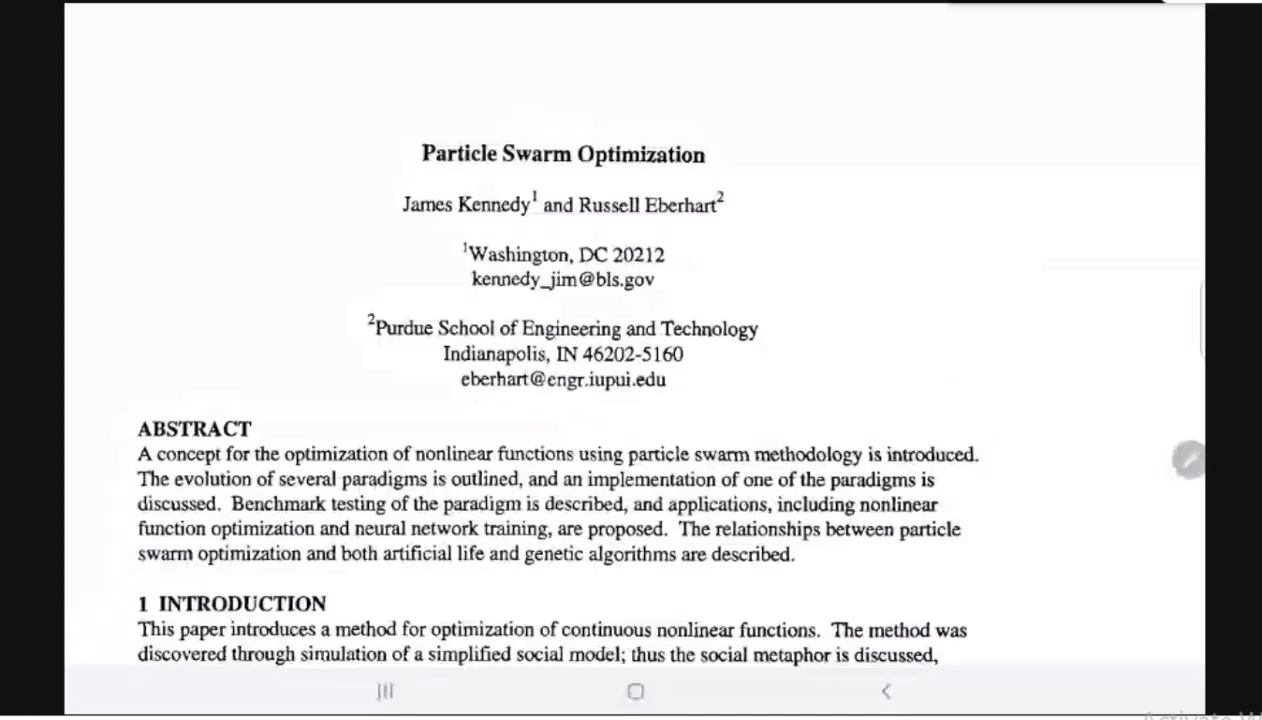 Particle Swarm Optimization
James Kennedy1 and Russell Eberhart2
1Washington, DC 20212
kennedy_jim@bls.gov
2Purdue School of Engineering and Technology
Indianapolis, IN 46202-5160
eberhart@engr.iupui.edu
ABSTRACT
A concept for the optimization of nonlinear functions using particle swarm methodology is introduced.
The evolution of several paradigms is outlined, and an implementation of one of the paradigms is
discussed. Benchmark testing of the paradigm is described, and applications, including nonlinear
function optimization and neural network training, are proposed. The relationships between particle
swarm optimization and both artificial life and genetic algorithms are described.
1 INTRODUCTION
This paper introduces a method for optimization of continuous nonlinear functions. The method was
discovered through simulation of a simplified social model; thus the social metaphor is discussed,